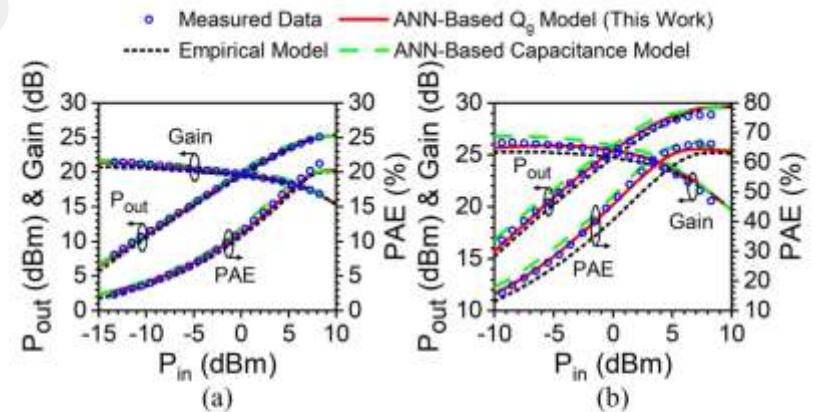 Measured Data
ANN-Based Qg Model (This Work)
Empirical Model
ANN-Based Capacitance Model
Pout (dBm) & Gain (dB)
30
25
20
15
10
5
0
Gain
Pout
PAE
30
25
20
15
10
5
0
PAE (%)
-15 -10 -5 0 5 10
Pin (dBm)
(a)
Pout (dBm) & Gain (dB)
30
25
20
15
10
Pout
PAE
Gain
80
70
60
50
40
30
20
10
PAE (%)
-10 -5 0 5 10
Pin (dBm)
(b)